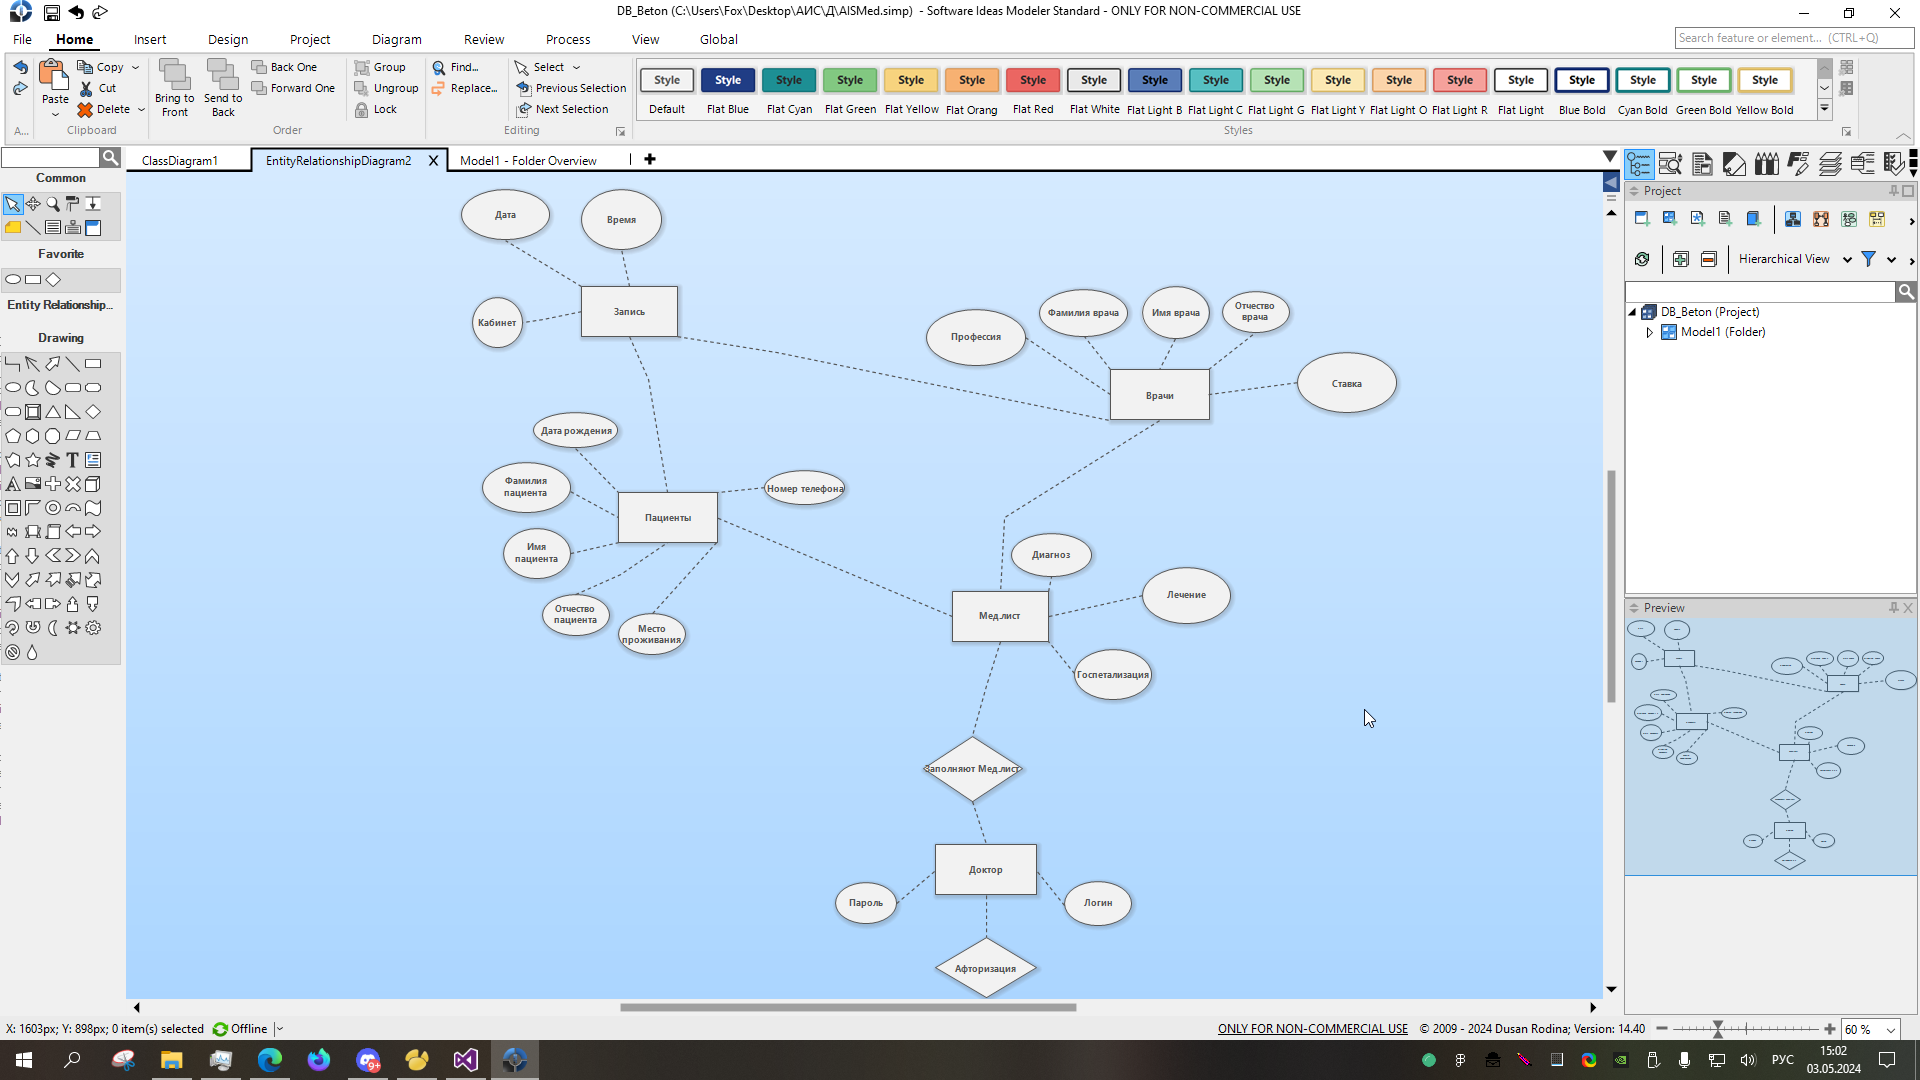 DB_Beton (C:\Users\Fox\Desktop\АИС\Д\AISMed.simp) - Software Ideas Modeler Standard - ONLY FOR NON-COMMERCIAL USE
File Home Insert Design Project Diagram Review Process View Global
Search feature or element... (CTRL+Q)
Paste
Copy
Cut
Delete
Bring to Front
Send to Back
Back One
Forward One
Group
Ungroup
Lock
Find...
Replace...
Select
Previous Selection
Next Selection
Style Style Style Style Style Style Style Style Style Style Style Style Style Style Style Style Style Style Style
Default Flat Blue Flat Cyan Flat Green Flat Yellow Flat Orang Flat Red Flat White Flat Light B Flat Light C Flat Light G Flat Light Y Flat Light O Flat Light R Flat Light Blue Bold Cyan Bold Green Bold Yellow Bold
A... Clipboard Order Editing Styles
ClassDiagram1 EntityRelationshipDiagram2 X Model1 - Folder Overview
Common
Favorite
Entity Relationship...
Drawing
Дата
Время
Кабинет
Запись
Профессия
Фамилия врача
Имя врача
Отчество
врача
Врачи
Ставка
Дата рождения
Фамилия
пациента
Имя
пациента
Отчество
пациента
Место
проживания
Пациенты
Номер телефона
Диагноз
Мед.лист
Лечение
Госпетализация
Заполняют Мед.лист
Доктор
Пароль
Логин
Афторизация
Project
Hierarchical View
DB_Beton (Project)
Model1 (Folder)
Preview
X: 1603px; Y: 898px; 0 item(s) selected Offline
ONLY FOR NON-COMMERCIAL USE © 2009 - 2024 Dusan Rodina; Version: 14.40 60 %
9+
РУС
15:02
03.05.2024